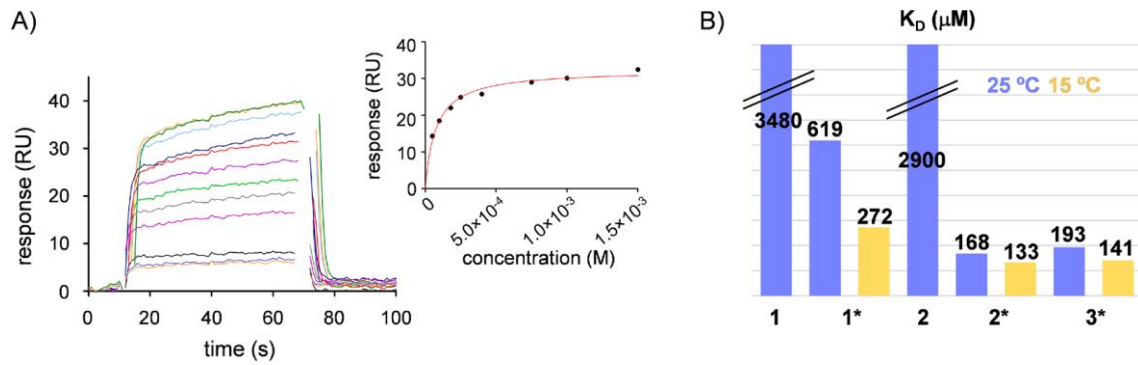 A)
response (RU)
40
30
20
10
0
0 20 40 60 80 100
time (s)
response (RU)
40
30
20
10
0
0 5.0×10⁻⁴ 1.0×10⁻³ 1.5×10⁻³
concentration (M)
B)
K_D (μM)
25 ºC 15 ºC
3480 619 272 2900 168 133 193 141
1 1* 2 2* 3*